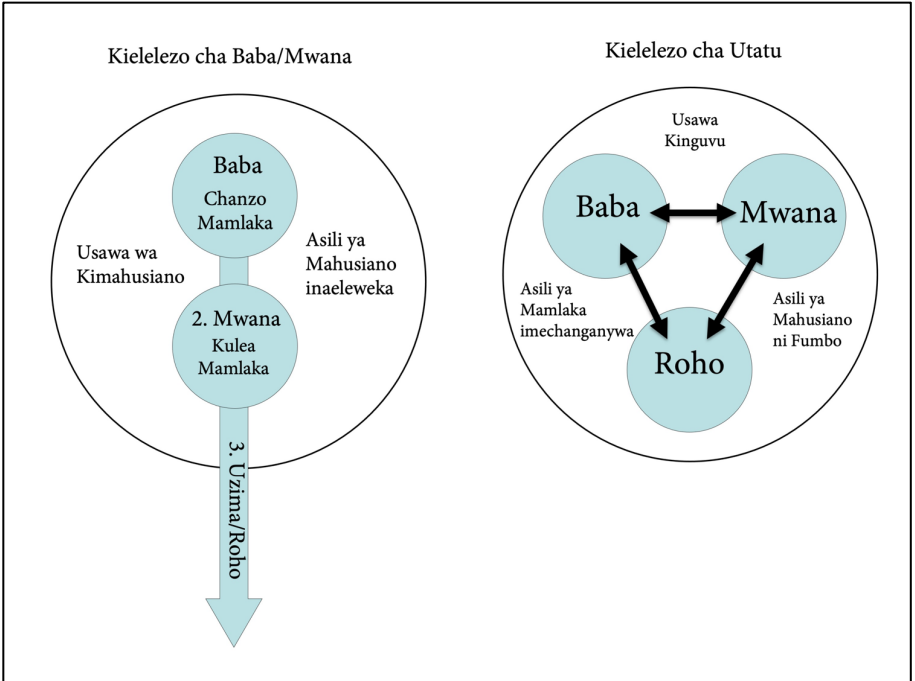 Kielelezo cha Baba/Mwana
Baba
Chanzo
Mamlaka
Usawa wa
Kimahusiano
Asili ya
Mahusiano
inaeleweka
2. Mwana
Kulea
Mamlaka
3. Uzima/Roho
Kielelezo cha Utatu
Usawa
Kinguvu
Baba
Mwana
Asili ya
Mamlaka
imechanganywa
Asili ya
Mahusiano
ni Fumbo
Roho